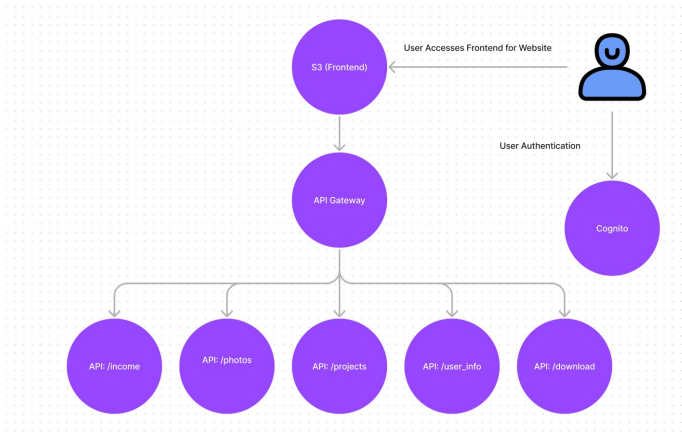 User Accesses Frontend for Website
S3 (Frontend)
User Authentication
API Gateway
Cognito
API: /income
API: /photos
API: /projects
API: /user_info
API: /download